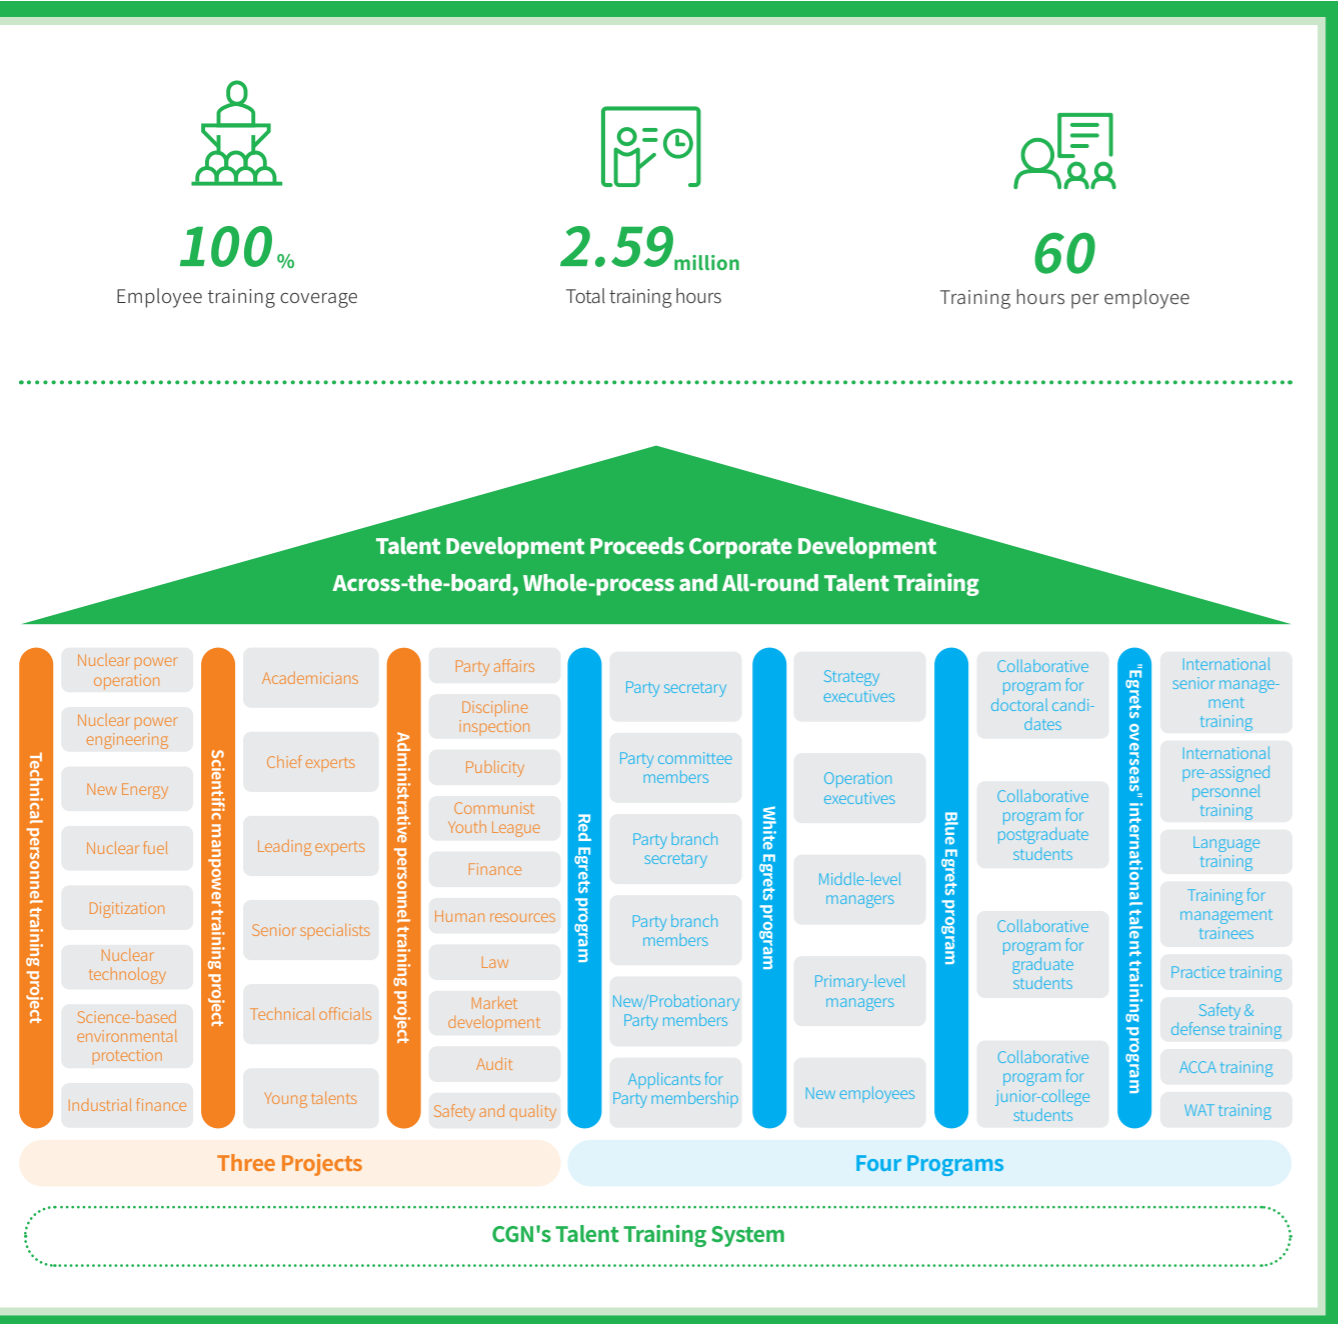 100 %
Employee training coverage
2.59 million
Total training hours
60
Training hours per employee
Talent Development Proceeds Corporate Development
Across-the-board, Whole-process and All-round Talent Training
Technical personnel training project
Nuclear power
operation
Nuclear power
engineering
New Energy
Nuclear fuel
Digitization
Nuclear
technology
Science-based
environmental
protection
Industrial finance
Scientific manpower training project
Academicians
Chief experts
Leading experts
Senior specialists
Technical officials
Young talents
Administrative personnel training project
Party affairs
Discipline
inspection
Publicity
Communist
Youth League
Finance
Human resources
Law
Market
development
Audit
Safety and quality
Red Egrets program
Party secretary
Party committee
members
Party branch
secretary
Party branch
members
New/Probationary
Party members
Applicants for
Party membership
White Egrets program
Strategy
executives
Operation
executives
Middle-level
managers
Primary-level
managers
New employees
Blue Egrets program
Collaborative
program for
doctoral candi-
dates
Collaborative
program for
postgraduate
students
Collaborative
program for
graduate
students
Collaborative
program for
junior-college
students
"Egrets overseas" international talent training program
International
senior manage-
ment
training
International
pre-assigned
personnel
training
Language
training
Training for
management
trainees
Practice training
Safety &
defense training
ACCA training
WAT training
Three Projects
Four Programs
CGN's Talent Training System